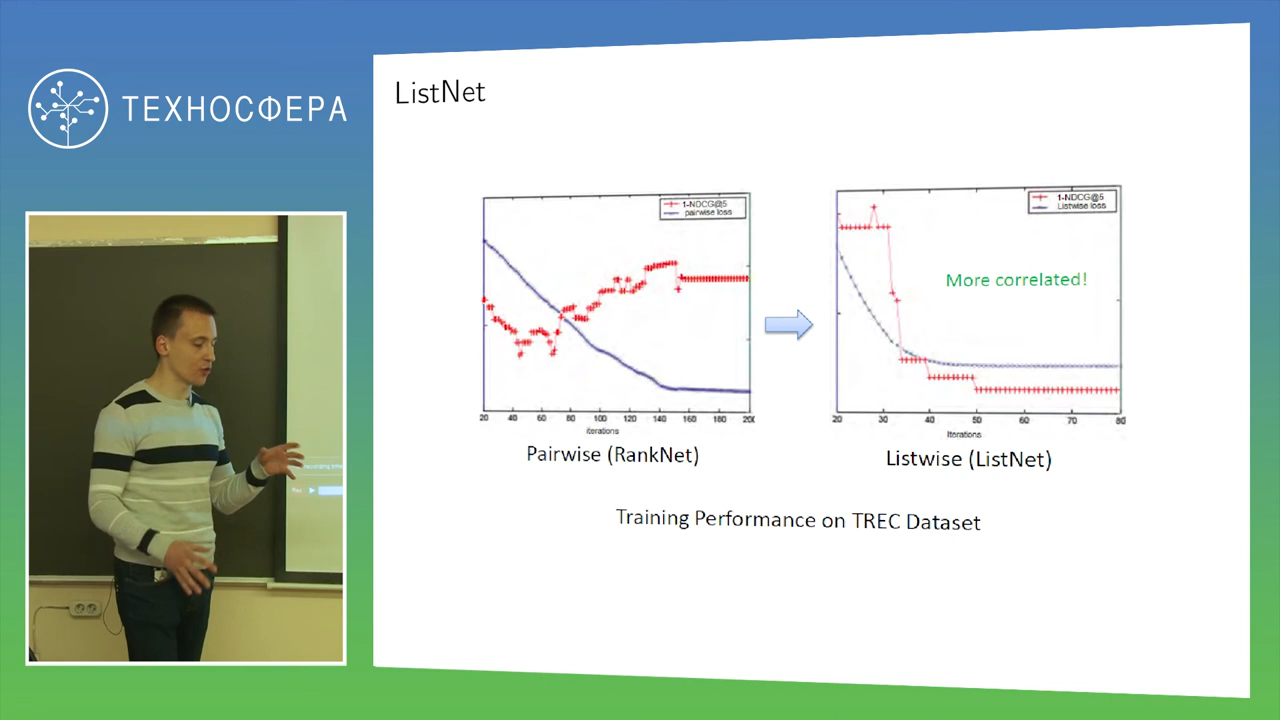 ТЕХНОСФЕРА
ListNet
1-NDCG@5
pairwise loss
20 40 60 80 100 120 140 160 180 200
iterations
Pairwise (RankNet)
1-NDCG@5
Listwise loss
More correlated!
20 30 40 50 60 70 80
Iterations
Listwise (ListNet)
Training Performance on TREC Dataset